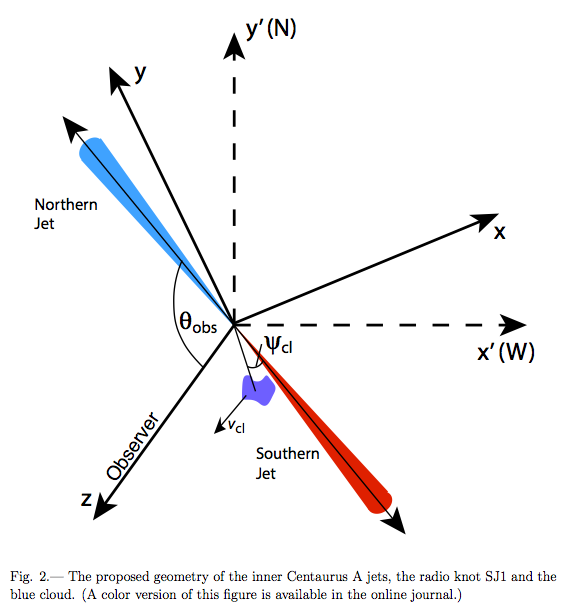 y′(N)
y
Northern
Jet
x
θobs
x′(W)
ψcl
vcl
Observer
Southern
Jet
z
Fig. 2.— The proposed geometry of the inner Centaurus A jets, the radio knot SJ1 and the
blue cloud. (A color version of this figure is available in the online journal.)